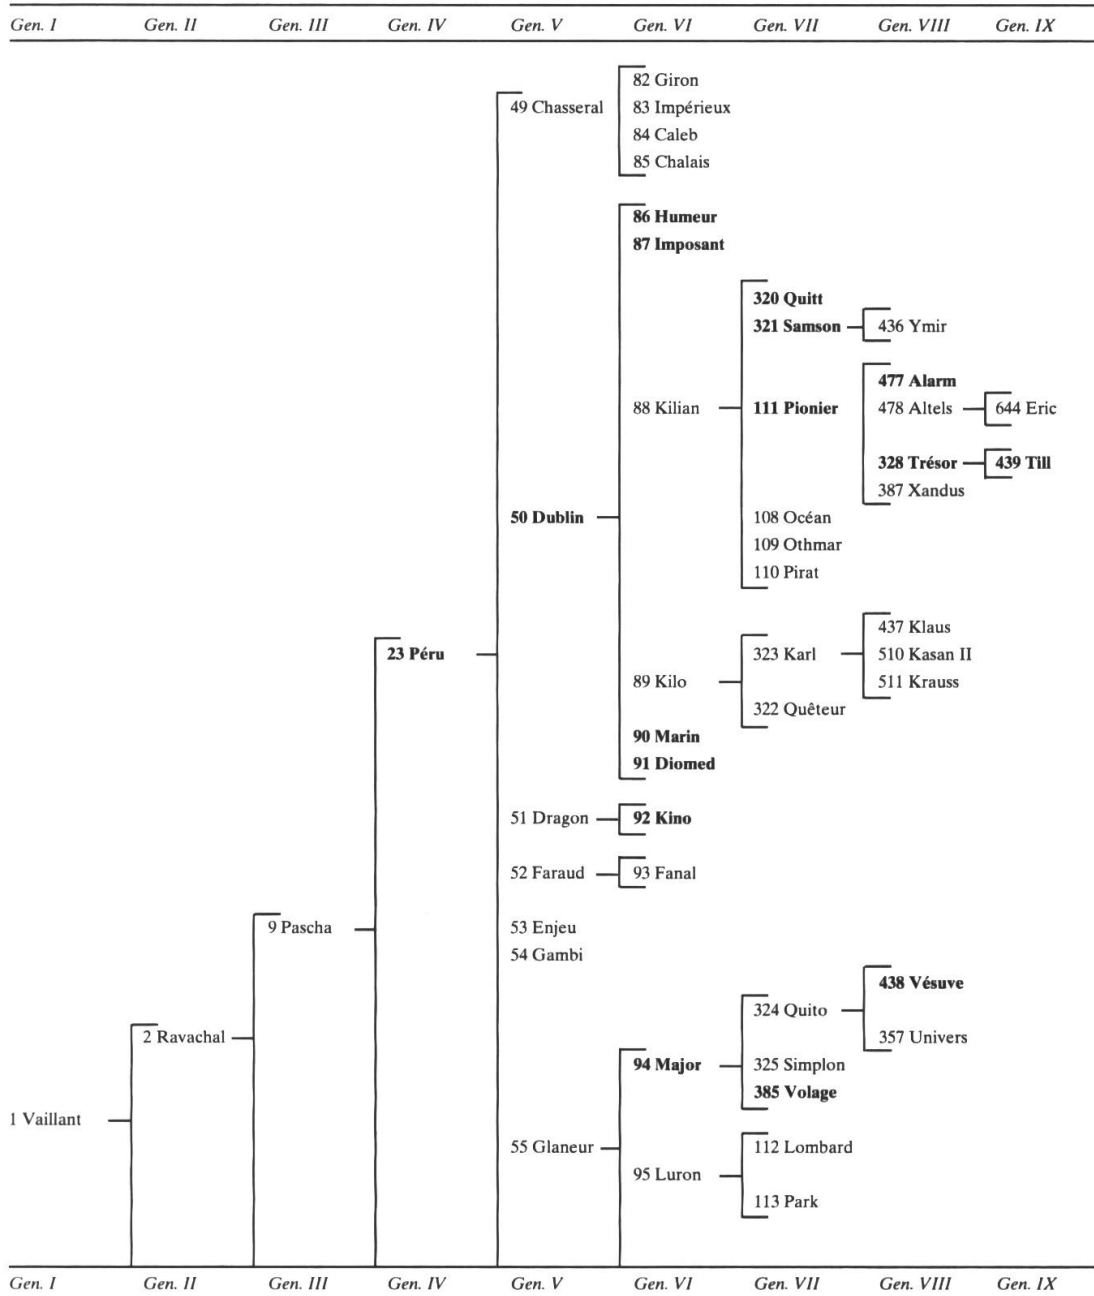 Gen. I Gen. II Gen. III Gen. IV Gen. V Gen. VI Gen. VII Gen. VIII Gen. IX
82 Giron
49 Chasseral 83 Impérieux
84 Caleb
85 Chalais
86 Humeur
87 Imposant
320 Quitt
321 Samson 436 Ymir
477 Alarm
88 Kilian 111 Pionier 478 Altels 644 Eric
328 Trésor 439 Till
387 Xandus
50 Dublin 108 Océan
109 Othmar
110 Pirat
437 Klaus
23 Péru 323 Karl 510 Kasan II
89 Kilo 511 Krauss
322 Quêteur
90 Marin
91 Diomed
51 Dragon 92 Kino
52 Faraud 93 Fanal
9 Pascha 53 Enjeu
54 Gambi
438 Vésuve
324 Quito
2 Ravachal 357 Univers
94 Major 325 Simplon
385 Volage
1 Vaillant
55 Glaneur 112 Lombard
95 Luron
113 Park
Gen. I Gen. II Gen. III Gen. IV Gen. V Gen. VI Gen. VII Gen. VIII Gen. IX